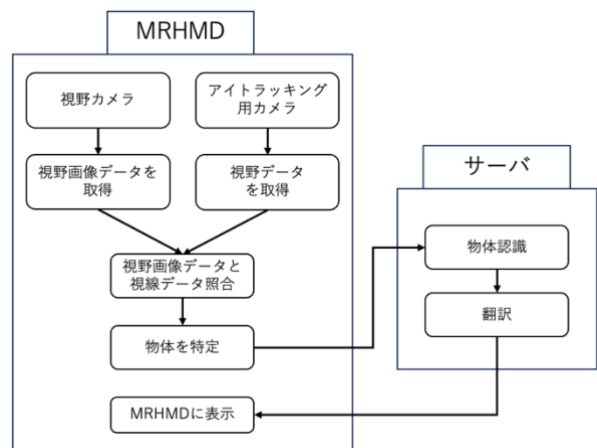 MRHMD
視野カメラ
アイトラッキング
用カメラ
視野画像データを
取得
視野データ
を取得
視野画像データと
視線データ照合
物体を特定
MRHMDに表示
サーバ
物体認識
翻訳